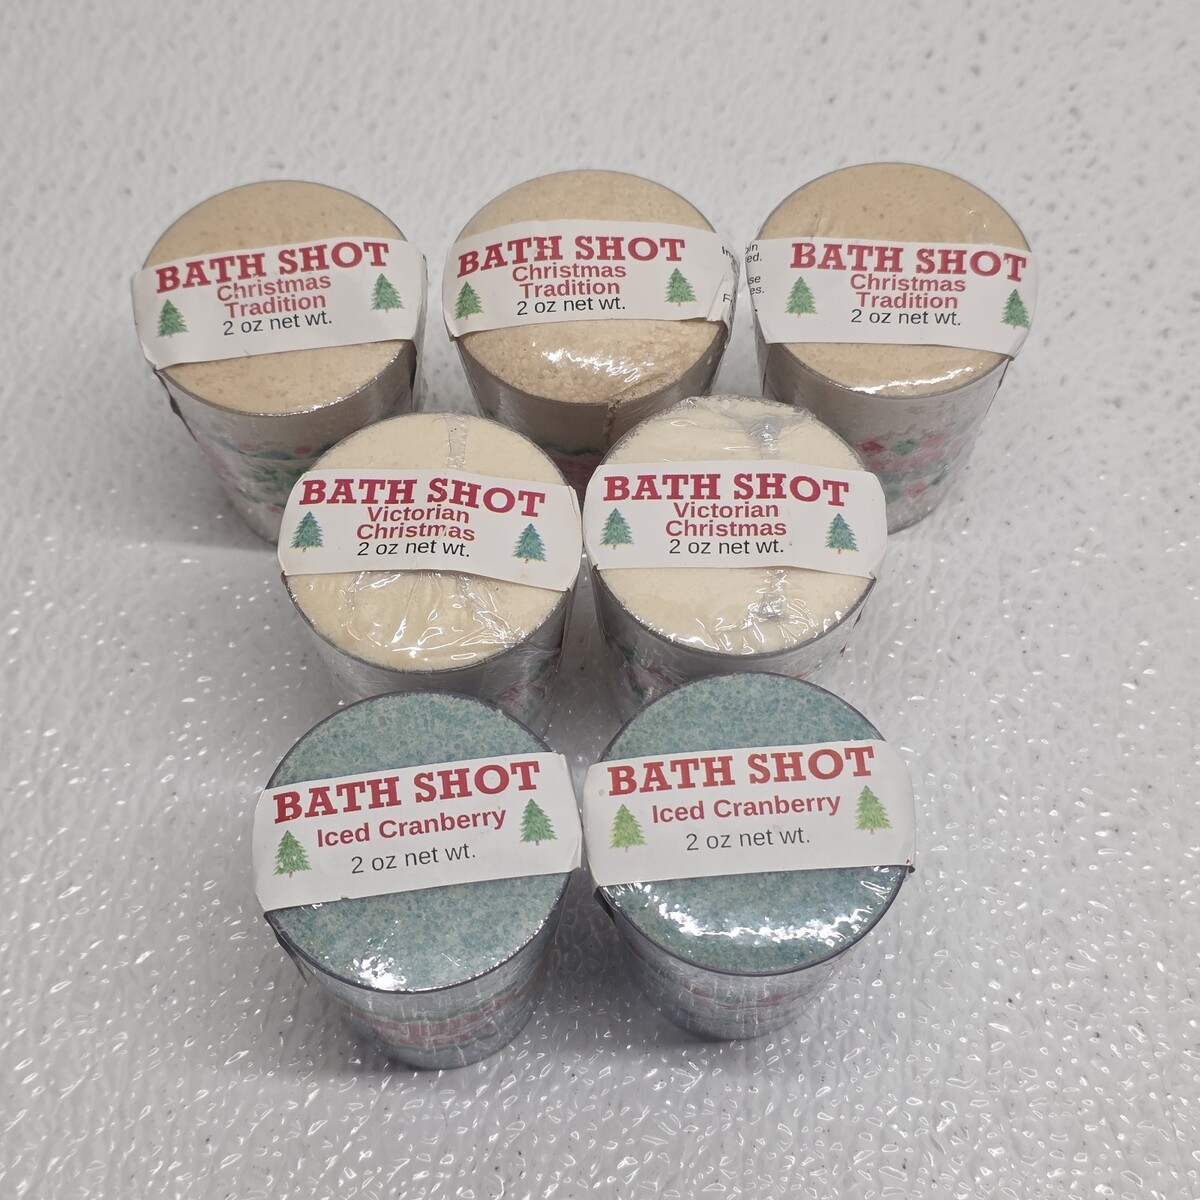 BATH SHOT
Christmas
Tradition
2 oz net wt.
BATH SHOT
Christmas
Tradition
2 oz net wt.
BATH SHOT
Christmas
Tradition
2 oz net wt.
BATH SHOT
Victorian
Christmas
2 oz net wt.
BATH SHOT
Victorian
Christmas
2 oz net wt.
BATH SHOT
Iced Cranberry
2 oz net wt.
BATH SHOT
Iced Cranberry
2 oz net wt.